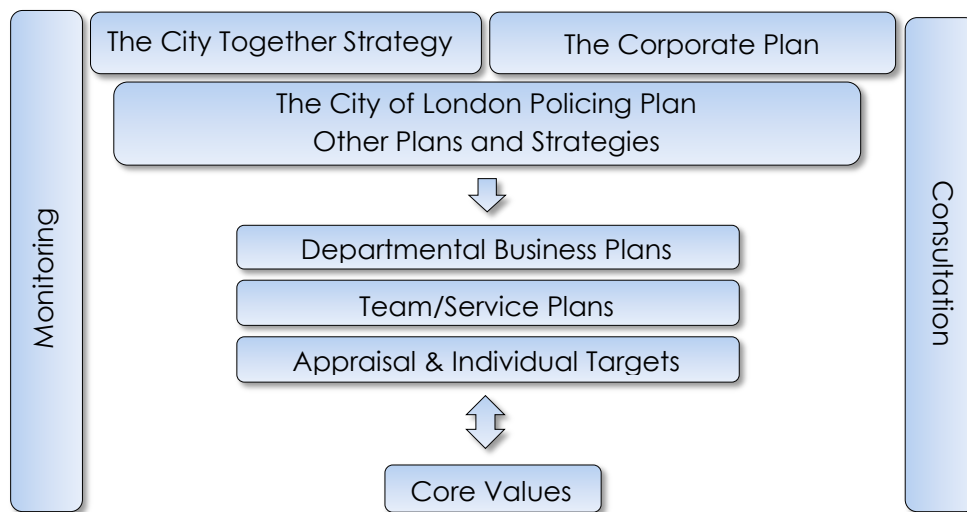 The City Together Strategy
The Corporate Plan
The City of London Policing Plan
Other Plans and Strategies
Monitoring
Consultation
Departmental Business Plans
Team/Service Plans
Appraisal & Individual Targets
Core Values